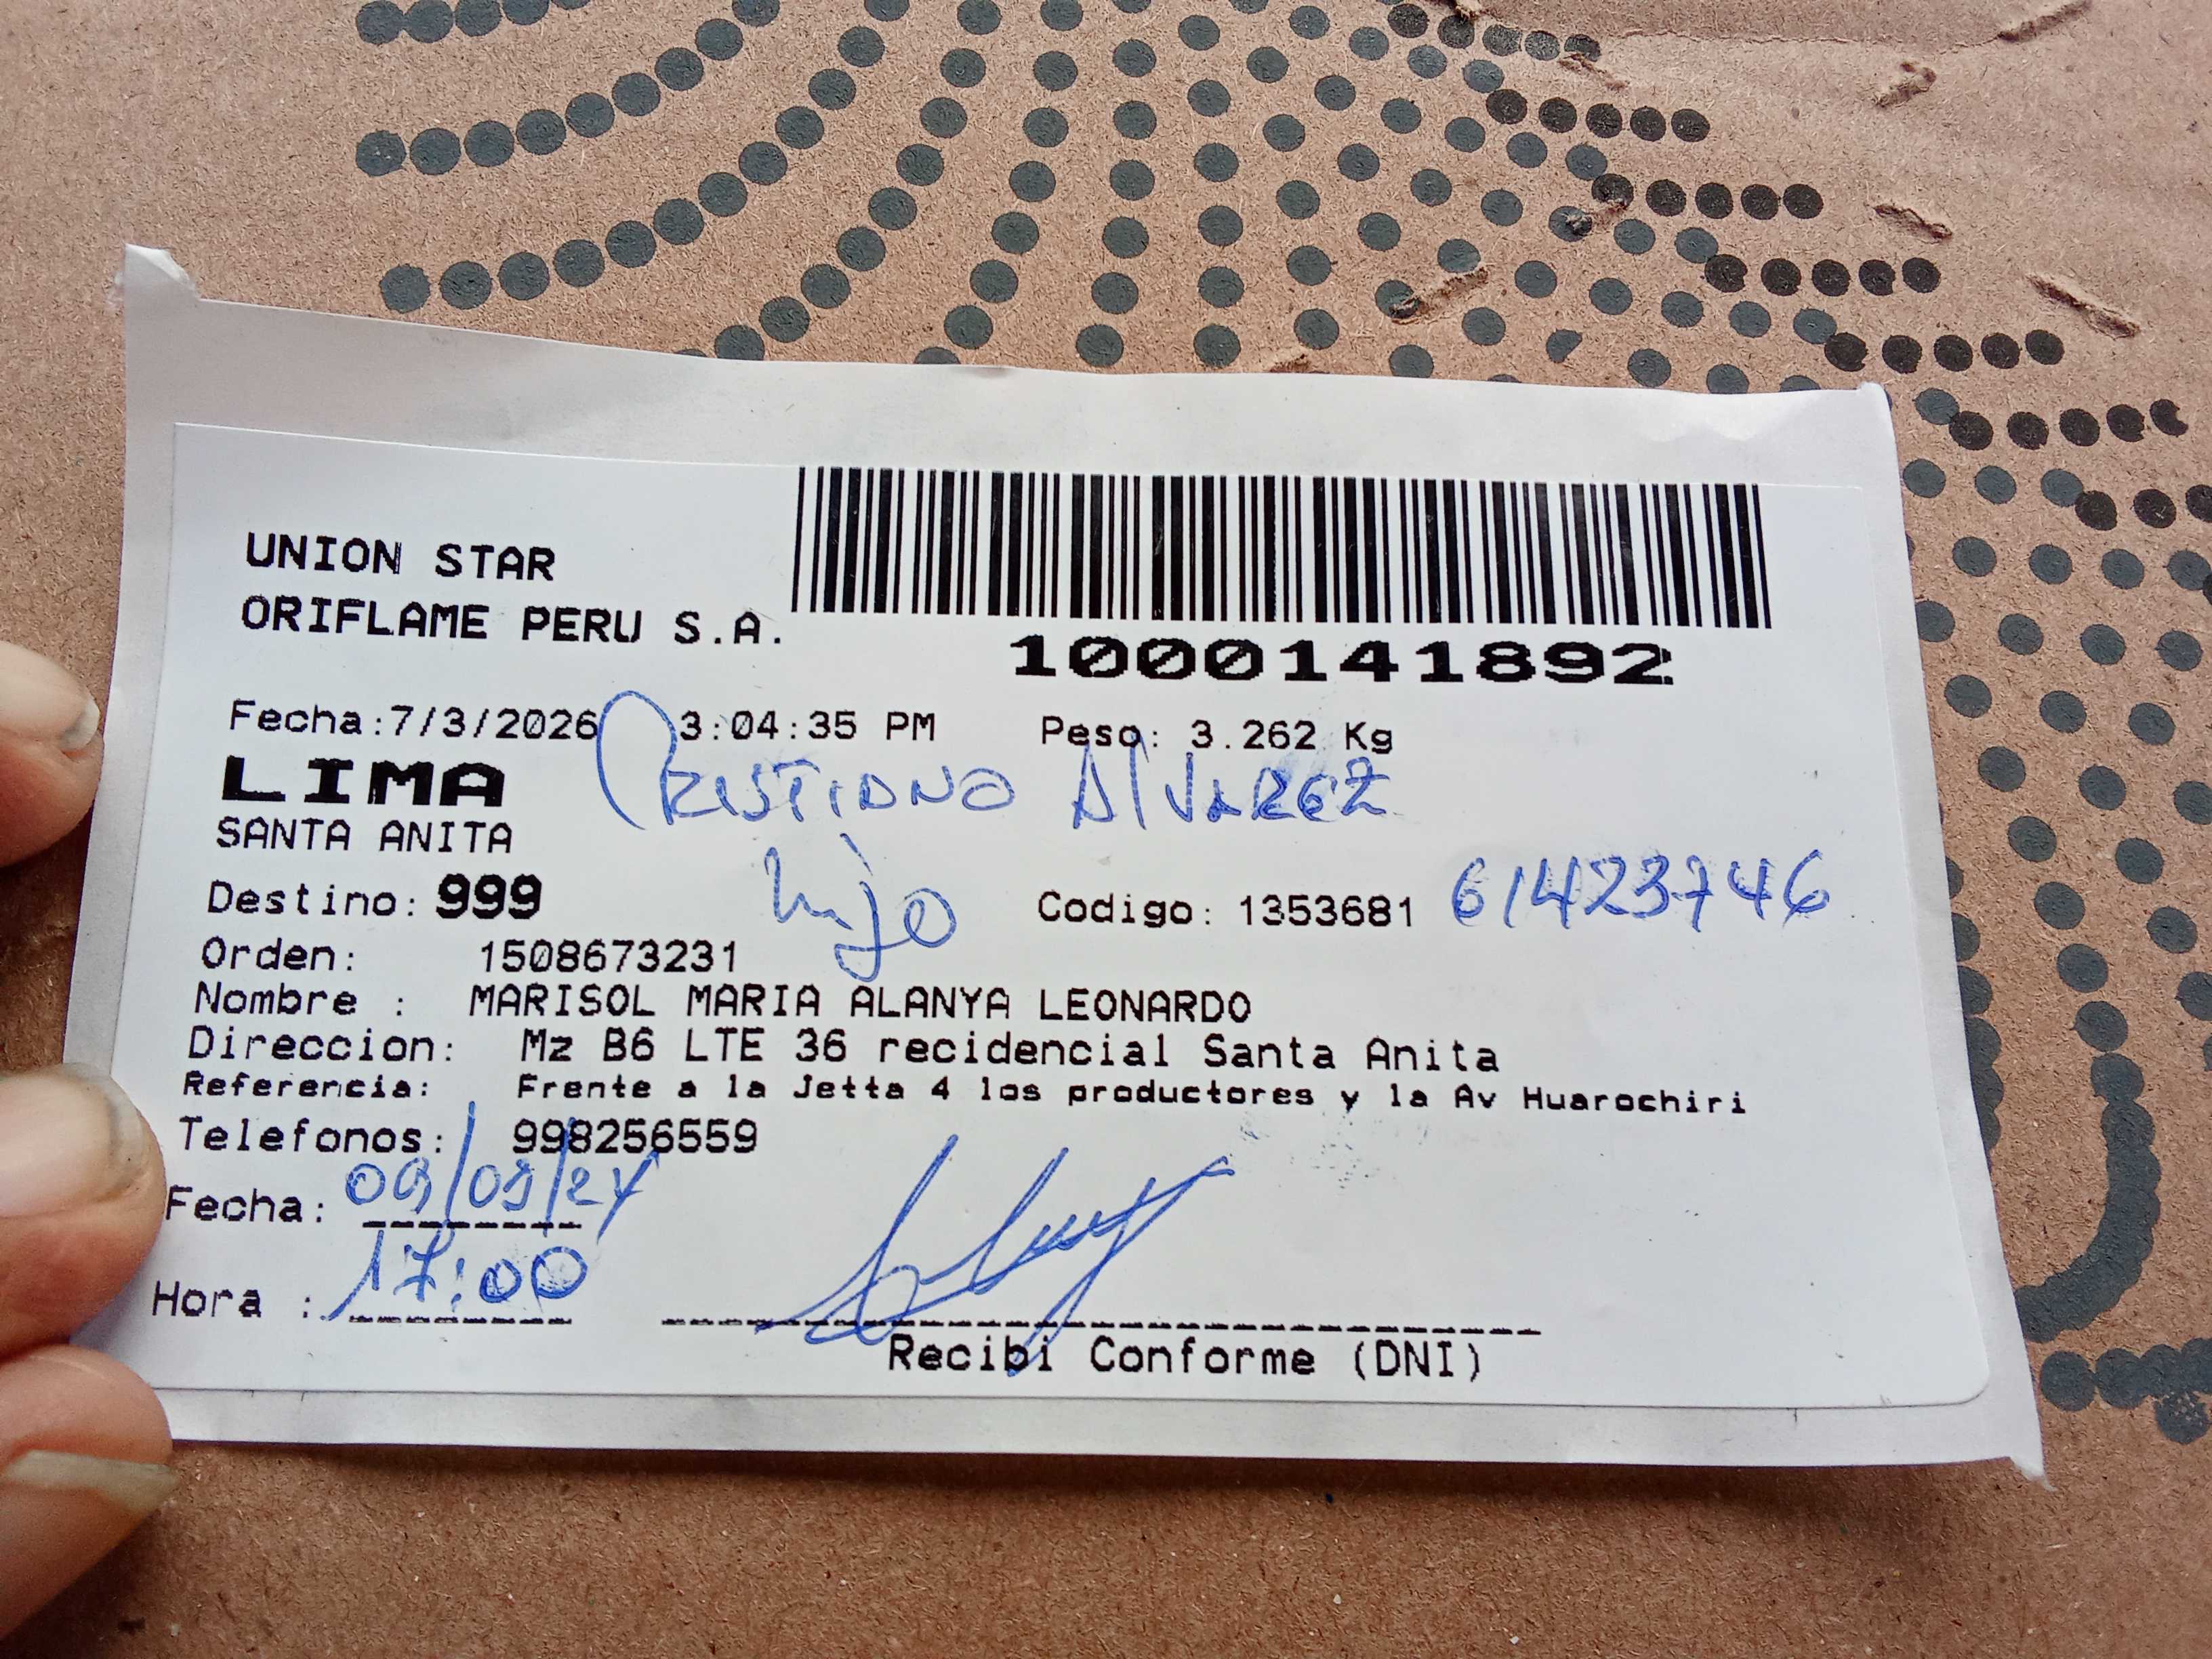 UNION STAR
ORIFLAME PERU S.A.
1000141892
Fecha:7/3/2026 3:04:35 PM Peso: 3.262 Kg
LIMA CRISTIANO AlVAREZ
SANTA ANITA
Destino: 999 hijo Codigo: 1353681 61423746
Orden: 1508673231
Nombre : MARISOL MARIA ALANYA LEONARDO
Direccion: Mz B6 LTE 36 recidencial Santa Anita
Referencia: Frente a la Jetta 4 los productores y la Av Huarochiri
Telefonos: 998256559
Fecha:
Hora : 17:00
Recibi Conforme (DNI)